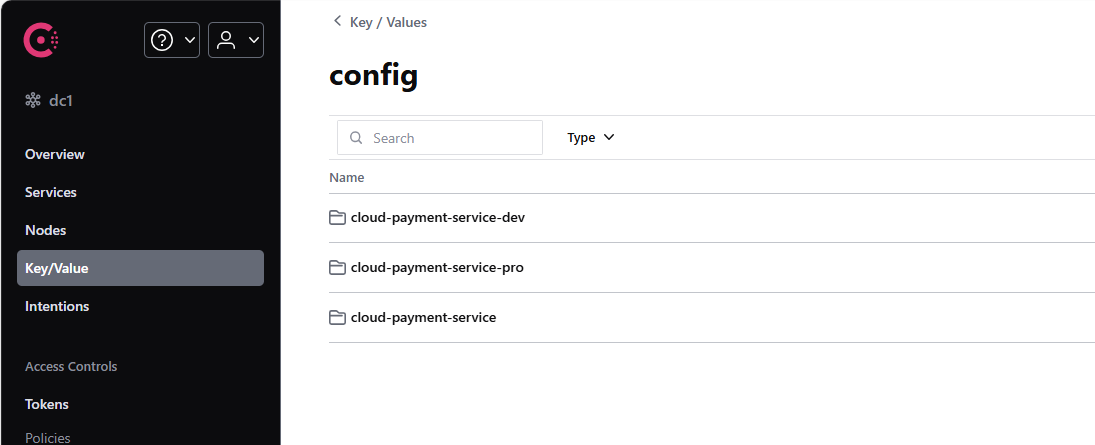 dc1
Overview
Services
Nodes
Key/Value
Intentions
Access Controls
Tokens
Policies
Key / Values
config
Search
Type
Name
cloud-payment-service-dev
cloud-payment-service-pro
cloud-payment-service